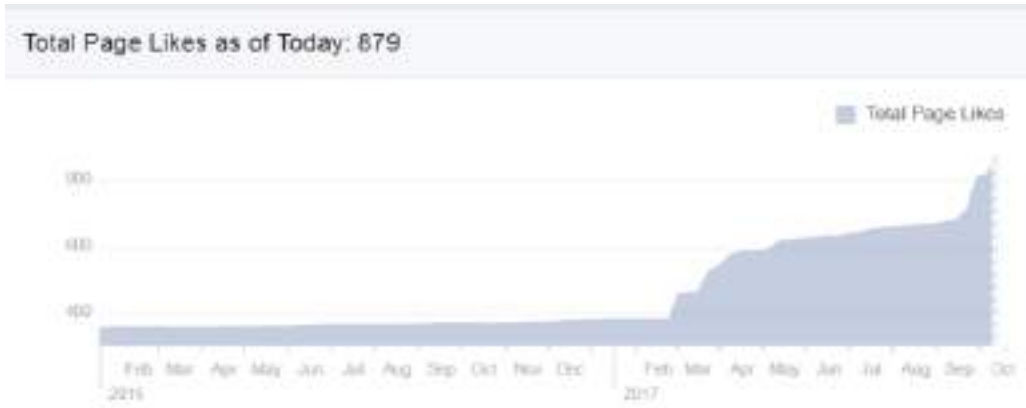 Total Page Likes as of Today: 879
Total Page Likes
800
600
400
Feb Mar Apr May Jun Jul Aug Sep Oct Nov Dec Feb Mar Apr May Jun Jul Aug Sep Oct
2016 2017